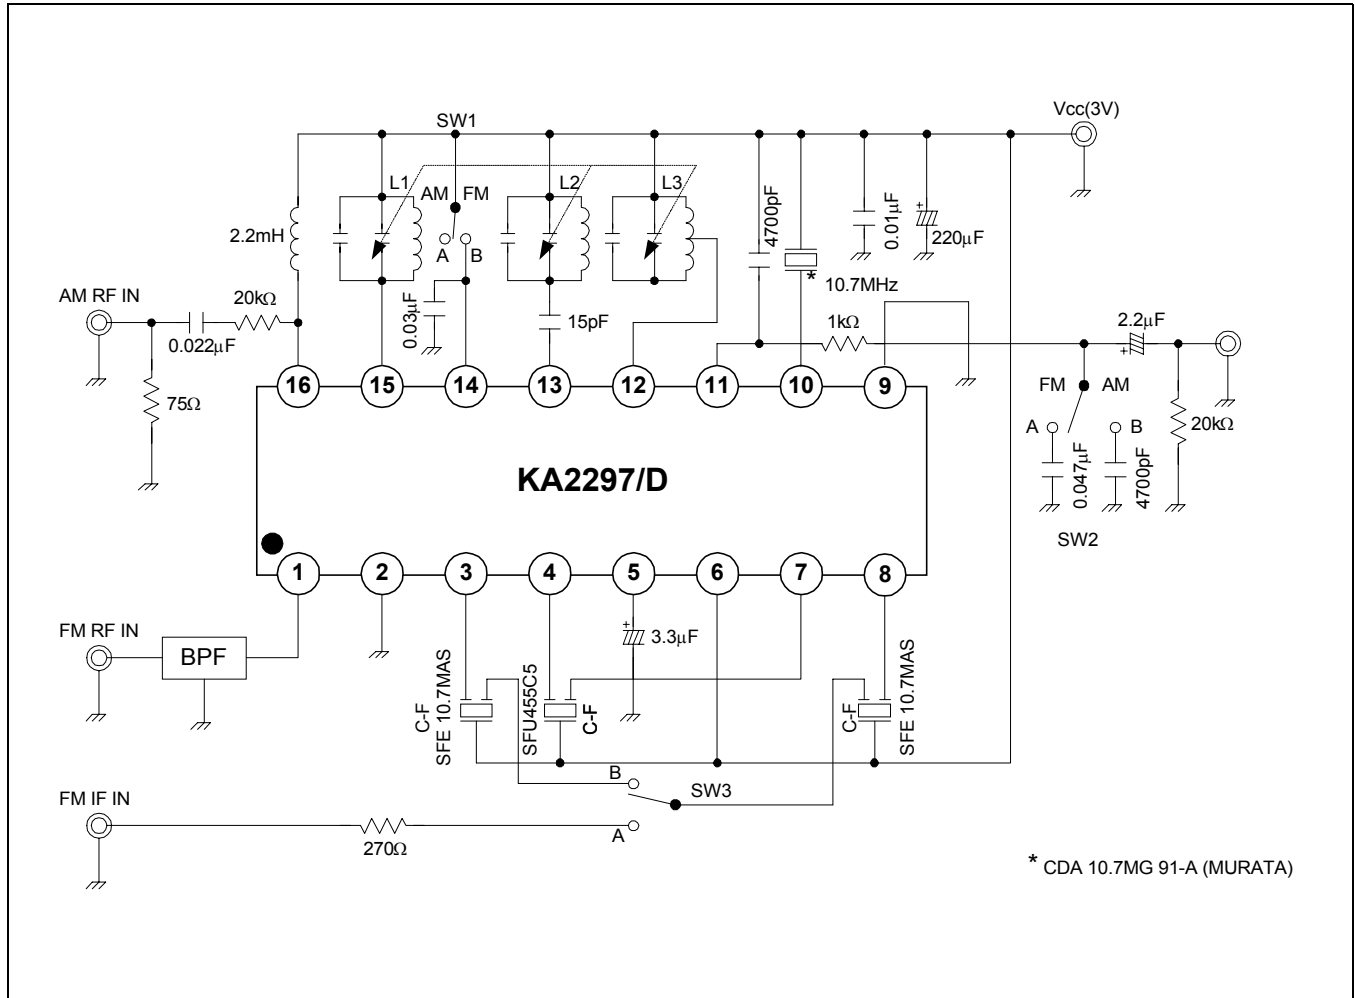 Vcc(3V)
SW1
L1
AM FM
A
B
L2
L3
2.2mH
0.03µF
15pF
4700pF
* 10.7MHz
0.01µF
+
220µF
AM RF IN
0.022µF
20kΩ
75Ω
1kΩ
2.2µF
+
FM AM
A
B
0.047µF
4700pF
20kΩ
SW2
16 15 14 13 12 11 10 9
KA2297/D
1 2 3 4 5 6 7 8
FM RF IN
BPF
C-F
SFE 10.7MAS
SFU455C5
C-F
+
3.3µF
C-F
SFE 10.7MAS
B
SW3
A
FM IF IN
270Ω
* CDA 10.7MG 91-A (MURATA)